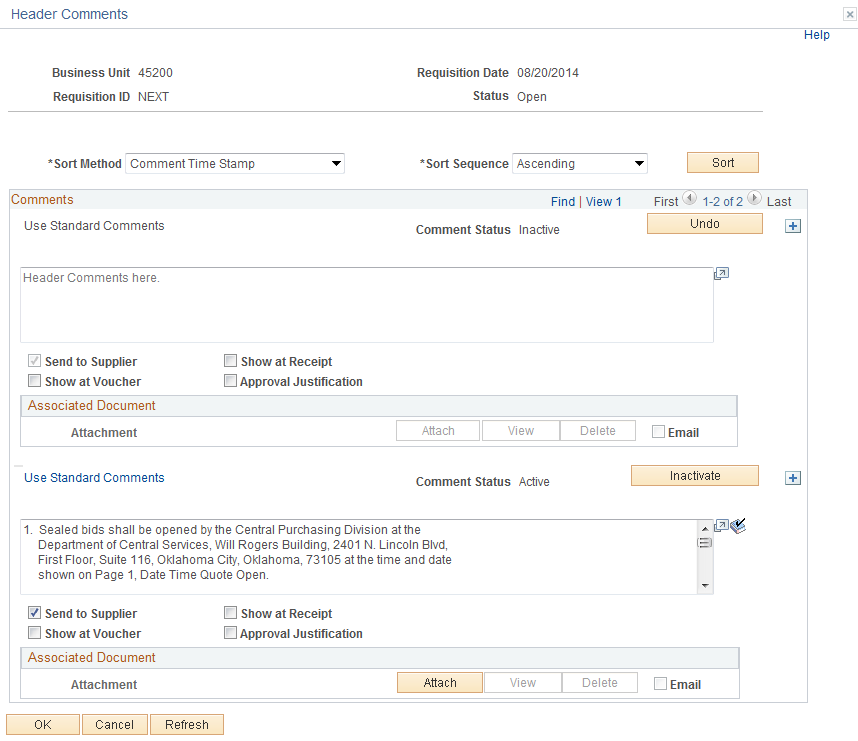 Header Comments
Help
Business Unit 45200 Requisition Date 08/20/2014
Requisition ID NEXT Status Open
*Sort Method Comment Time Stamp *Sort Sequence Ascending Sort
Comments Find | View 1 First 1-2 of 2 Last
Use Standard Comments Comment Status Inactive Undo
Header Comments here.
Send to Supplier Show at Receipt
Show at Voucher Approval Justification
Associated Document
Attachment Attach View Delete Email
Use Standard Comments Comment Status Active Inactivate
1. Sealed bids shall be opened by the Central Purchasing Division at the
Department of Central Services, Will Rogers Building, 2401 N. Lincoln Blvd,
First Floor, Suite 116, Oklahoma City, Oklahoma, 73105 at the time and date
shown on Page 1, Date Time Quote Open.
Send to Supplier Show at Receipt
Show at Voucher Approval Justification
Associated Document
Attachment Attach View Delete Email
OK Cancel Refresh